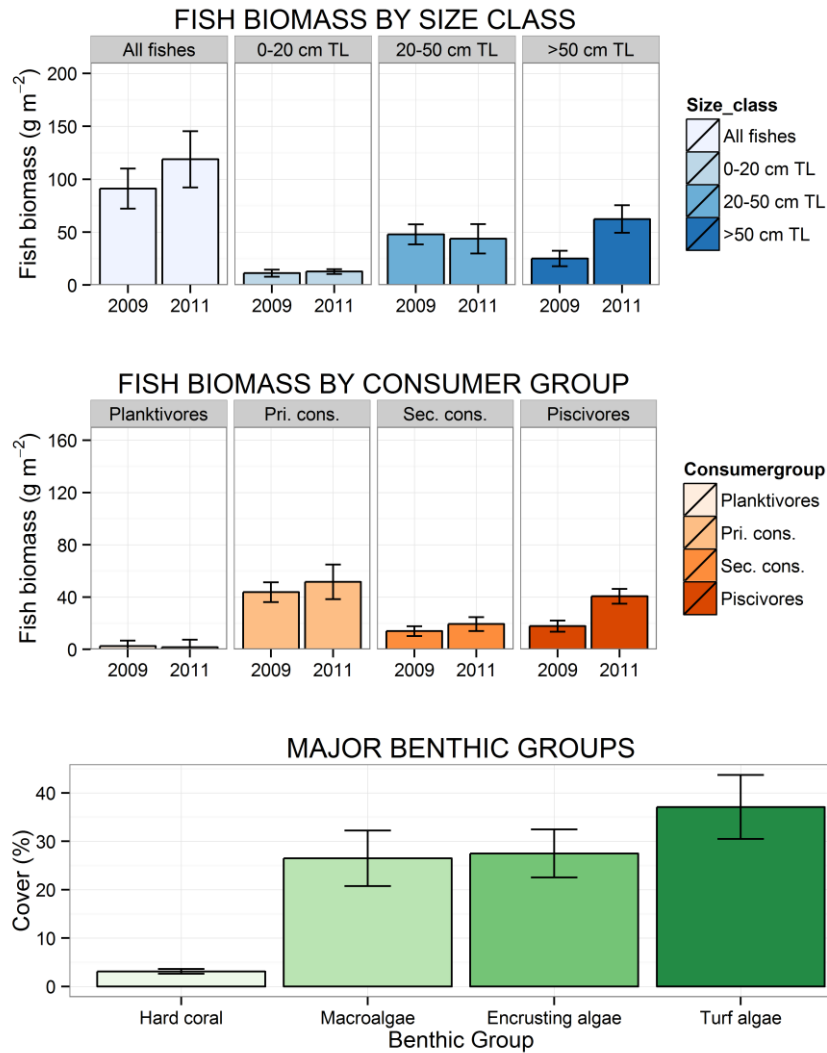 FISH BIOMASS BY SIZE CLASS
All fishes 0-20 cm TL 20-50 cm TL >50 cm TL
Fish biomass (g m⁻²)
200
150
100
50
0
2009 2011 2009 2011 2009 2011 2009 2011
Size_class
All fishes
0-20 cm TL
20-50 cm TL
>50 cm TL
FISH BIOMASS BY CONSUMER GROUP
Planktivores Pri. cons. Sec. cons. Piscivores
Fish biomass (g m⁻²)
160
120
80
40
0
2009 2011 2009 2011 2009 2011 2009 2011
Consumergroup
Planktivores
Pri. cons.
Sec. cons.
Piscivores
MAJOR BENTHIC GROUPS
Cover (%)
40
30
20
10
0
Hard coral Macroalgae Encrusting algae Turf algae
Benthic Group